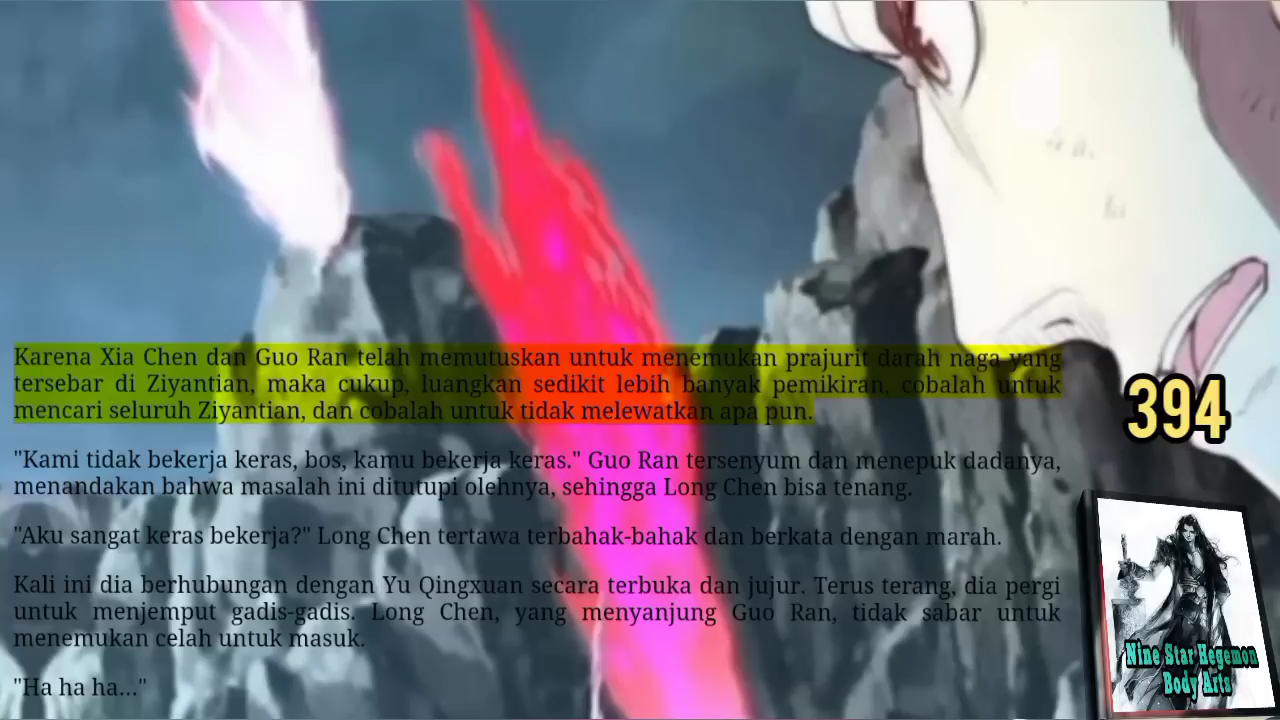 Karena Xia Chen dan Guo Ran telah memutuskan untuk menemukan prajurit darah naga yang
tersebar di Ziyantian, maka cukup, luangkan sedikit lebih banyak pemikiran, cobalah untuk
mencari seluruh Ziyantian, dan cobalah untuk tidak melewatkan apa pun.
"Kami tidak bekerja keras, bos, kamu bekerja keras." Guo Ran tersenyum dan menepuk dadanya,
menandakan bahwa masalah ini ditutupi olehnya, sehingga Long Chen bisa tenang.
"Aku sangat keras bekerja?" Long Chen tertawa terbahak-bahak dan berkata dengan marah.
Kali ini dia berhubungan dengan Yu Qingxuan secara terbuka dan jujur. Terus terang, dia pergi
untuk menjemput gadis-gadis. Long Chen, yang menyanjung Guo Ran, tidak sabar untuk
menemukan celah untuk masuk.
"Ha ha ha..."
394
Nine Star Hegemon
Body Arts